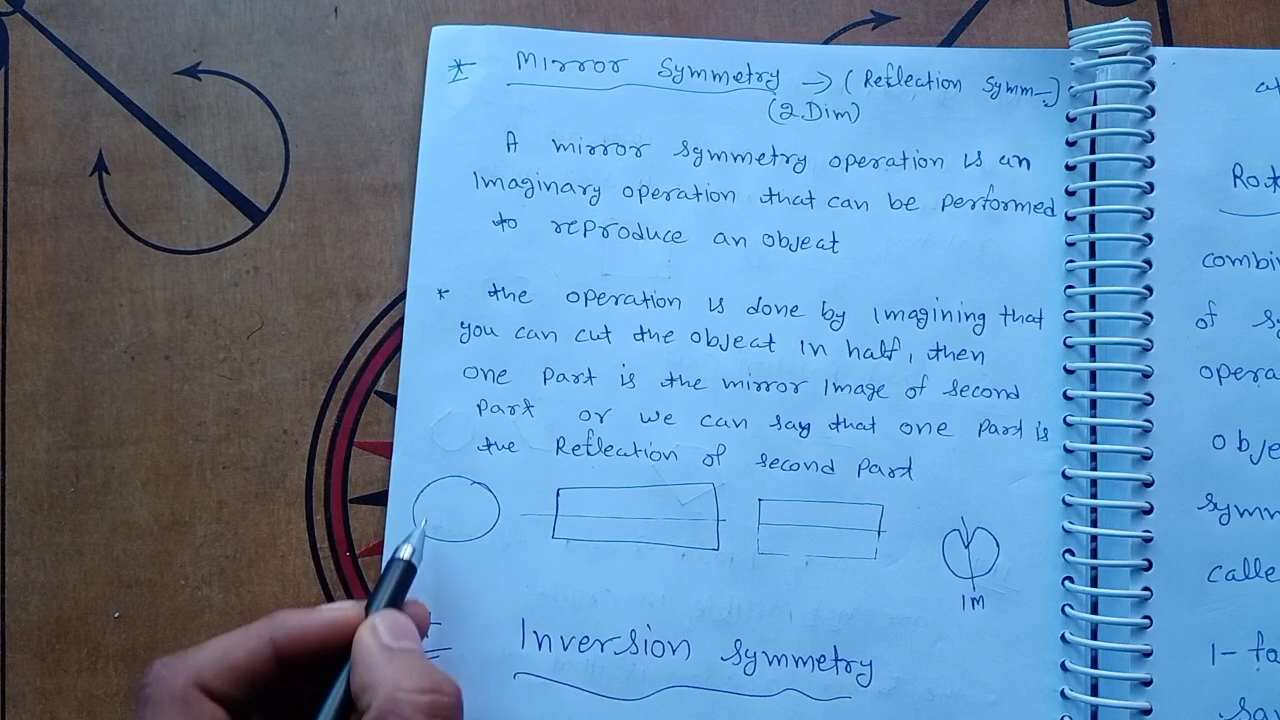 * Mirror Symmetry → (Reflection Symm-)
(2.Dim)
A mirror symmetry operation is an
Imaginary operation that can be performed
to reproduce an object
* the operation is done by Imagining that
you can cut the object in half, then
one Part is the mirror Image of second
Part or we can say that one part is
the Reflection of second part
1M
Inversion Symmetry
combi
of
opera
obje
symm
calle
1-fo